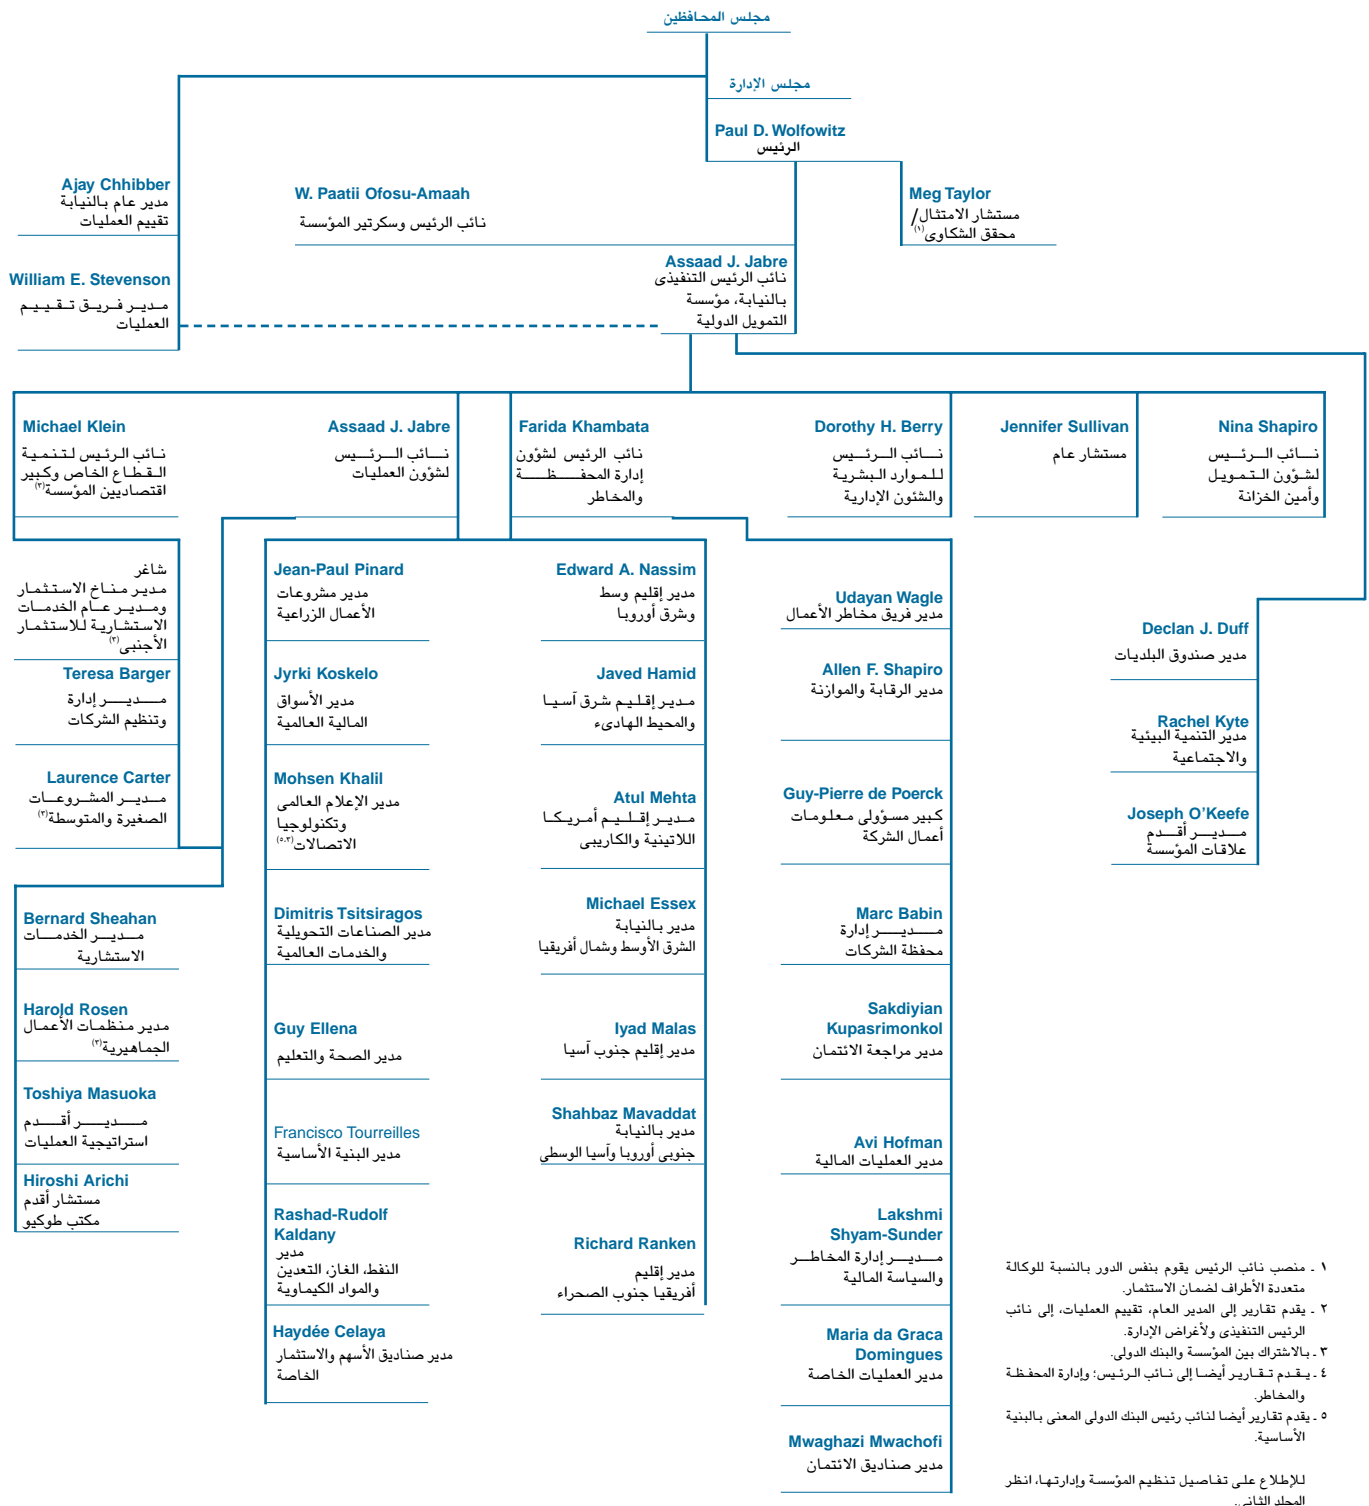 مجلس المحافظين
مجلس الإدارة
Paul D. Wolfowitz
الرئيس
Ajay Chhibber
مدير عام بالنيابة
تقييم العمليات
W. Paatii Ofosu-Amaah
نائب الرئيس وسكرتير المؤسسة
Meg Taylor
مستشار الامتثال/
محقق الشكاوى(١)
William E. Stevenson
مدير فريق تقييم
العمليات
Assaad J. Jabre
نائب الرئيس التنفيذى
بالنيابة، مؤسسة
التمويل الدولية
Michael Klein
نائب الرئيس لتنمية
القطاع الخاص وكبير
اقتصاديين المؤسسة(٣)
Assaad J. Jabre
نائب الرئيس
لشؤون العمليات
Farida Khambata
نائب الرئيس لشؤون
إدارة المحفظة
والمخاطر
Dorothy H. Berry
نائب الرئيس
للموارد البشرية
والشئون الإدارية
Jennifer Sullivan
مستشار عام
Nina Shapiro
نائب الرئيس
لشؤون التمويل
وأمين الخزانة
شاغر
مدير مناخ الاستثمار
ومدير عام الخدمات
الاستشارية للاستثمار
الأجنبى(٣)
Teresa Barger
مدير إدارة
وتنظيم الشركات
Laurence Carter
مدير المشروعات
الصغيرة والمتوسطة(٣)
Bernard Sheahan
مدير الخدمات
الاستشارية
Harold Rosen
مدير منظمات الأعمال
الجماهيرية(٣)
Toshiya Masuoka
مدير أقدم
استراتيجية العمليات
Hiroshi Arichi
مستشار أقدم
مكتب طوكيو
Jean-Paul Pinard
مدير مشروعات
الأعمال الزراعية
Jyrki Koskelo
مدير الأسواق
المالية العالمية
Mohsen Khalil
مدير الإعلام العالمى
وتكنولوجيا
الاتصالات(٥،٣)
Dimitris Tsitsiragos
مدير الصناعات التحويلية
والخدمات العالمية
Guy Ellena
مدير الصحة والتعليم
Francisco Tourreilles
مدير البنية الأساسية
Rashad-Rudolf
Kaldany
مدير
النفط، الغاز، التعدين
والمواد الكيماوية
Haydée Celaya
مدير صناديق الأسهم والاستثمار
الخاصة
Edward A. Nassim
مدير إقليم وسط
وشرق أوروبا
Javed Hamid
مدير إقليم شرق آسيا
والمحيط الهادىء
Atul Mehta
مدير إقليم أمريكا
اللاتينية والكاريبى
Michael Essex
مدير بالنيابة
الشرق الأوسط وشمال أفريقيا
Iyad Malas
مدير إقليم جنوب آسيا
Shahbaz Mavaddat
مدير بالنيابة
جنوبى أوروبا وآسيا الوسطى
Richard Ranken
مدير إقليم
أفريقيا جنوب الصحراء
Udayan Wagle
مدير فريق مخاطر الأعمال
Allen F. Shapiro
مدير الرقابة والموازنة
Guy-Pierre de Poerck
كبير مسؤولى معلومات
أعمال الشركة
Marc Babin
مدير إدارة
محفظة الشركات
Sakdiyian
Kupasrimonkol
مدير مراجعة الائتمان
Avi Hofman
مدير العمليات المالية
Lakshmi
Shyam-Sunder
مدير إدارة المخاطر
والسياسة المالية
Maria da Graca
Domingues
مدير العمليات الخاصة
Mwaghazi Mwachofi
مدير صناديق الائتمان
Declan J. Duff
مدير صندوق البلديات
Rachel Kyte
مدير التنمية البيئية
والاجتماعية
Joseph O'Keefe
مدير أقدم
علاقات المؤسسة
١ ـ منصب نائب الرئيس يقوم بنفس الدور بالنسبة للوكالة
متعددة الأطراف لضمان الاستثمار.
٢ ـ يقدم تقارير إلى المدير العام، تقييم العمليات، إلى نائب
الرئيس التنفيذى ولأغراض الإدارة.
٣ ـ بالاشتراك بين المؤسسة والبنك الدولى.
٤ ـ يقدم تقارير أيضا إلى نائب الرئيس؛ وإدارة المحفظة
والمخاطر.
٥ ـ يقدم تقارير أيضا لنائب رئيس البنك الدولى المعنى بالبنية
الأساسية.
للإطلاع على تفاصيل تنظيم المؤسسة وإدارتها، انظر
المجلد الثانى.